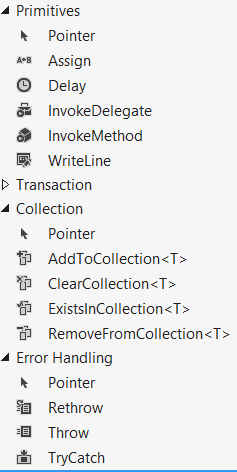 Primitives
Pointer
A+B Assign
Delay
InvokeDelegate
InvokeMethod
WriteLine
Transaction
Collection
Pointer
AddToCollection<T>
ClearCollection<T>
ExistsInCollection<T>
RemoveFromCollection<T>
Error Handling
Pointer
Rethrow
Throw
TryCatch